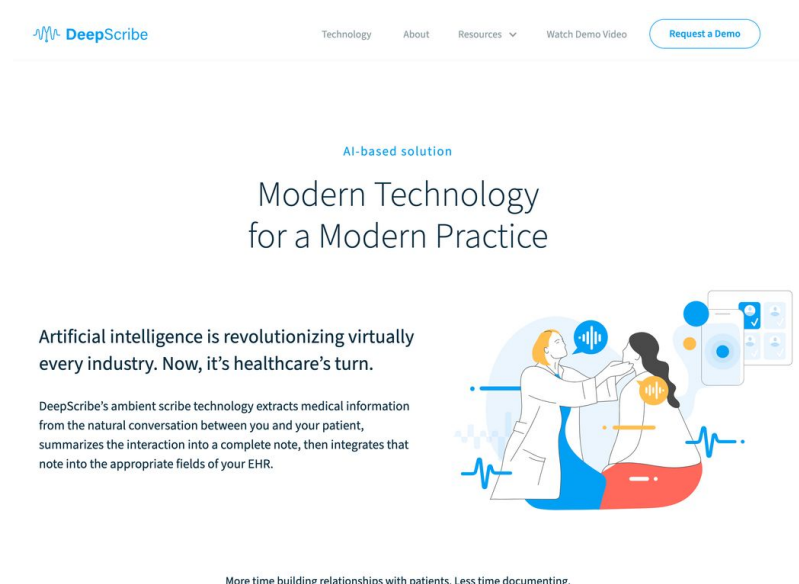 DeepScribe
Technology
About
Resources
Watch Demo Video
Request a Demo
AI-based solution
Modern Technology
for a Modern Practice
Artificial intelligence is revolutionizing virtually
every industry. Now, it's healthcare's turn.
DeepScribe's ambient scribe technology extracts medical information
from the natural conversation between you and your patient,
summarizes the interaction into a complete note, then integrates that
note into the appropriate fields of your EHR.
More time building relationships with patients. Less time documenting.